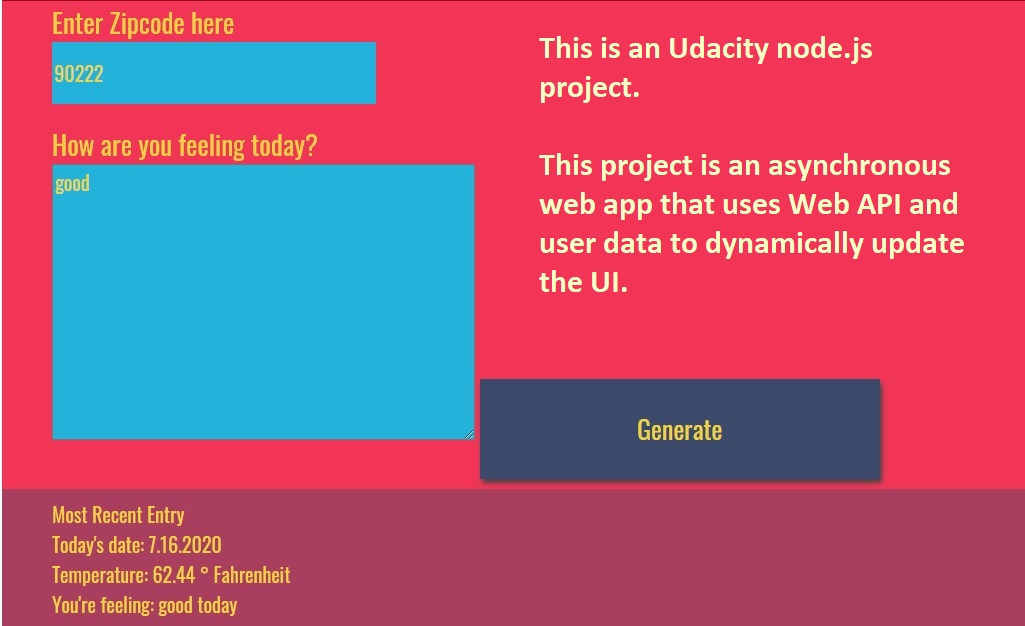 Enter Zipcode here
90222
How are you feeling today?
good
This is an Udacity node.js
project.
This project is an asynchronous
web app that uses Web API and
user data to dynamically update
the UI.
Generate
Most Recent Entry
Today's date: 7.16.2020
Temperature: 62.44 ° Fahrenheit
You're feeling: good today